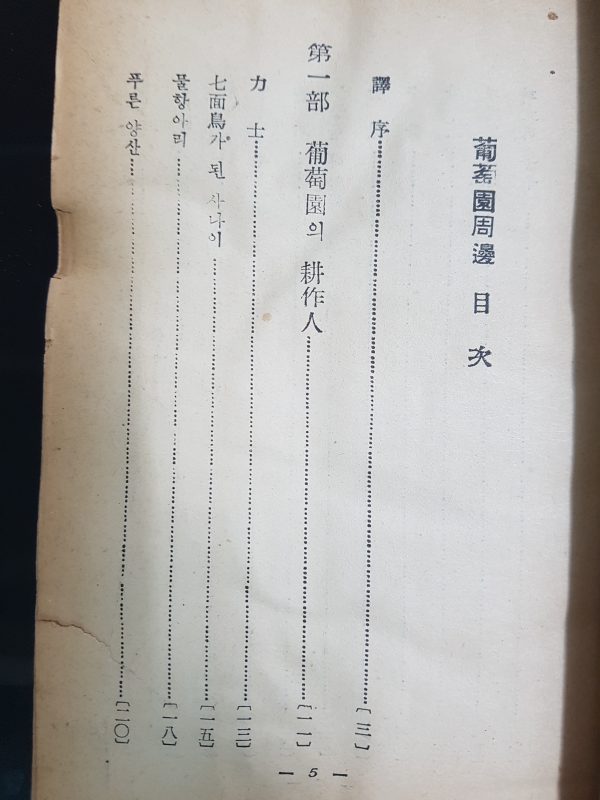 葡萄園周邊 目次
譯序……〔三〕
第一部 葡萄園의 耕作人……〔一一〕
力士……〔一三〕
七面鳥가 된 사나이……〔一五〕
물항아리……〔一八〕
푸른 양산……〔二〇〕
— 5 —